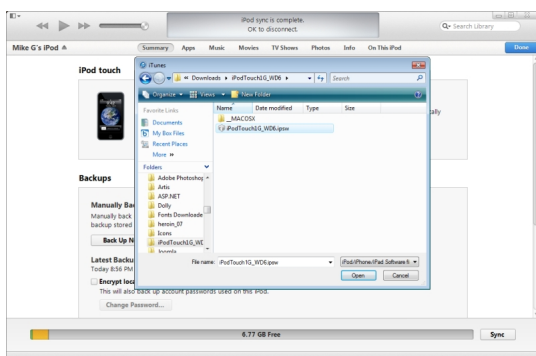 iPod sync is complete.
OK to disconnect.
Search Library
Mike G's iPod
Summary Apps Music Movies TV Shows Photos Info On This iPod Done
iPod touch
iTunes
« Downloads iPodTouch1G_WD6 Search
Organize Views New Folder
Favorite Links Name Date modified Type Size
Documents
My Box Files
Recent Places
More »
__MACOSX
iPodTouch1G_WD6.ipsw
Folders
Adobe Photoshop
Artis
ASP.NET
Dolly
Fonts Downloade
heroin_07
Icons
iPodTouch1G_WE
Joomla
File name: iPodTouch1G_WD6.ipsw iPod/iPhone/iPad Software fi
Open Cancel
Backups
Manually Bac
Manually back
backup stored
Back Up N
Latest Backu
Today 8:56 PM
Encrypt loca
This will also back up account passwords used on this iPod.
Change Password...
6.77 GB Free Sync